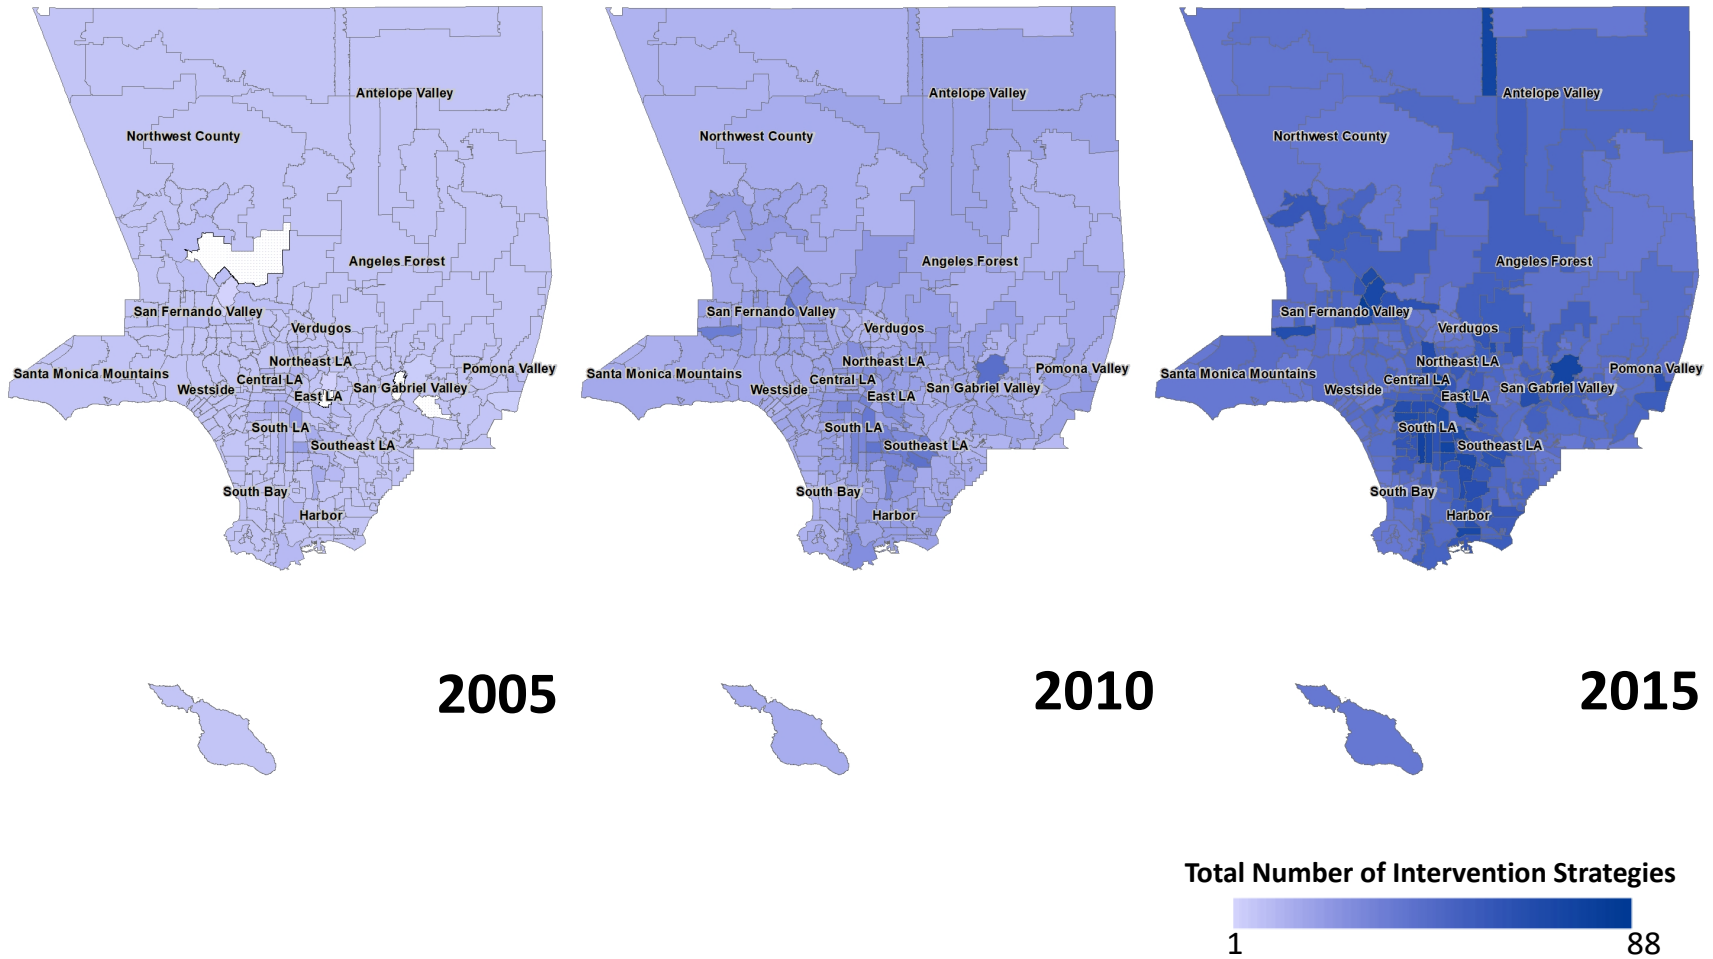 Antelope Valley
Northwest County
Angeles Forest
San Fernando Valley
Verdugos
Northeast LA
Pomona Valley
Santa Monica Mountains
Central LA
Westside
San Gabriel Valley
East LA
South LA
Southeast LA
South Bay
Harbor
2005
Antelope Valley
Northwest County
Angeles Forest
San Fernando Valley
Verdugos
Northeast LA
Pomona Valley
Santa Monica Mountains
Central LA
Westside
San Gabriel Valley
East LA
South LA
Southeast LA
South Bay
Harbor
2010
Antelope Valley
Northwest County
Angeles Forest
San Fernando Valley
Verdugos
Northeast LA
Pomona Valley
Santa Monica Mountains
Central LA
Westside
San Gabriel Valley
East LA
South LA
Southeast LA
South Bay
Harbor
2015
Total Number of Intervention Strategies
1 88